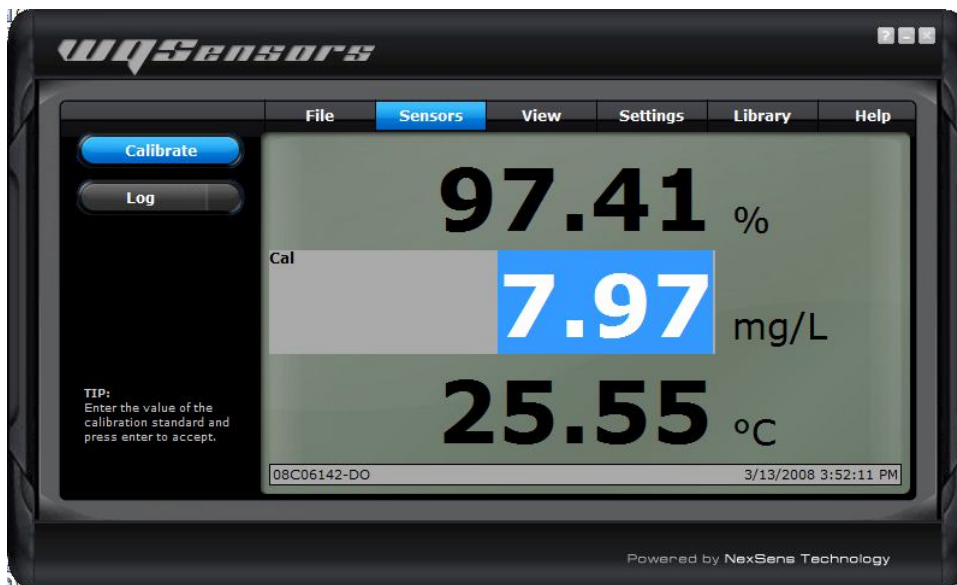 WQSensors
? _ X
File Sensors View Settings Library Help
Calibrate
Log
97.41 %
Cal
7.97 mg/L
25.55 °C
TIP:
Enter the value of the
calibration standard and
press enter to accept.
08C06142-DO 3/13/2008 3:52:11 PM
Powered by NexSens Technology